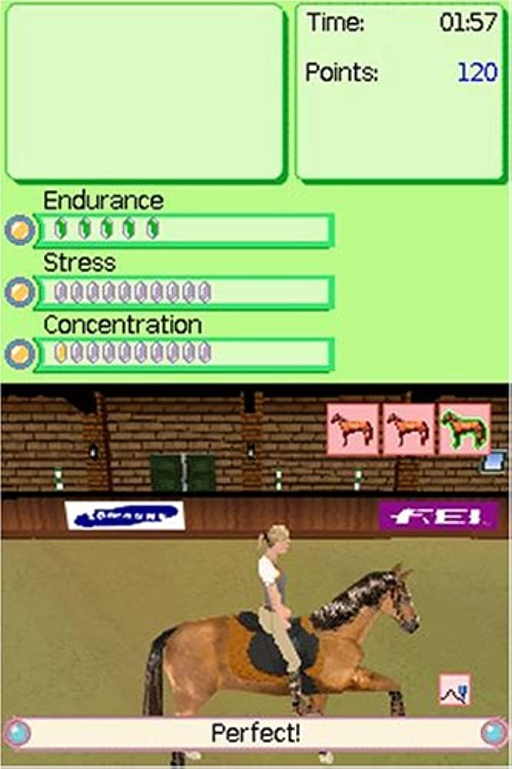 Time: 01:57
Points: 120
Endurance
Stress
Concentration
FEI
Perfect!